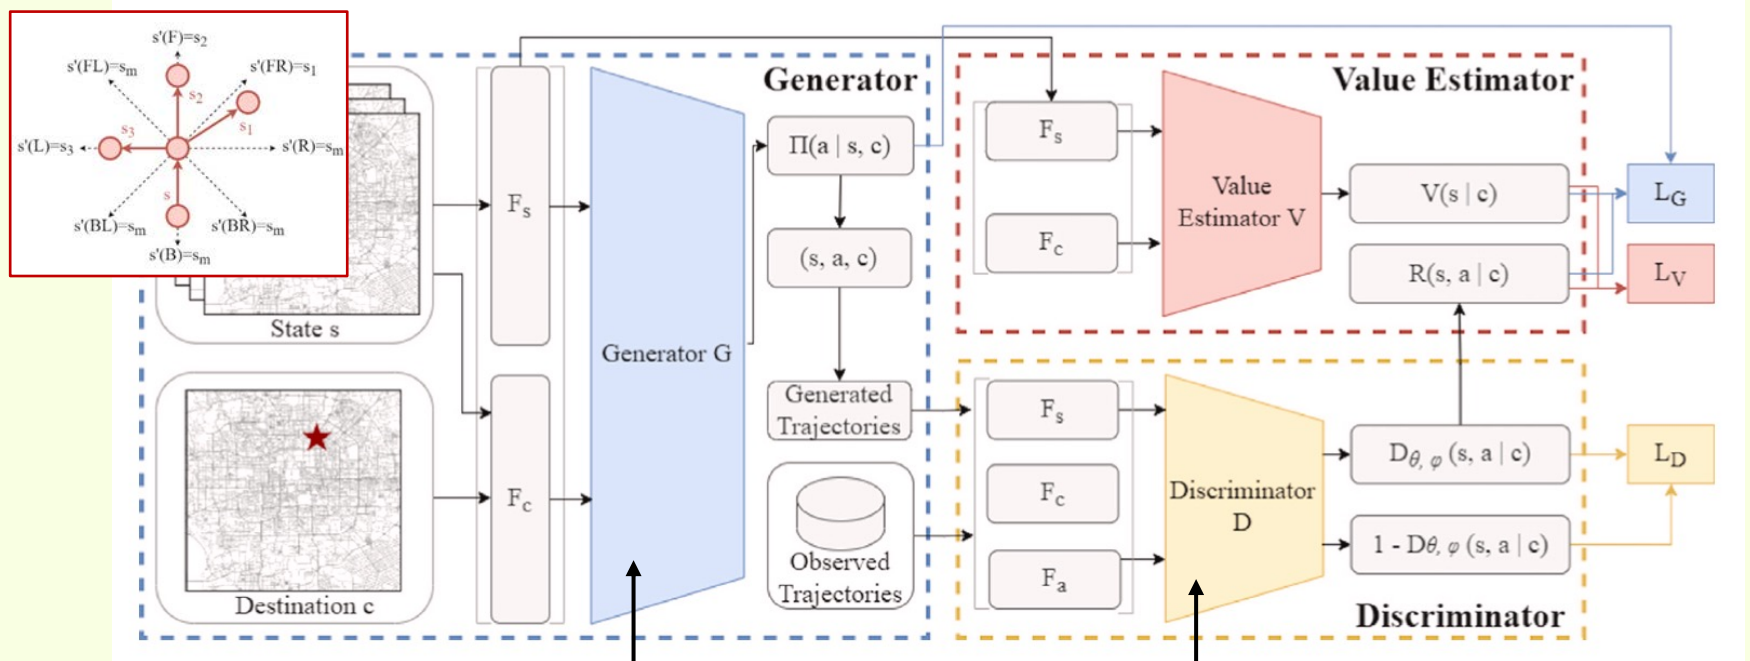 s'(F)=s2
s'(FL)=sm
s'(FR)=s1
s2
s1
s3
s'(L)=s3
s'(R)=sm
s
s'(BL)=sm
s'(BR)=sm
s'(B)=sm
State s
Destination c
Fs
Fc
Generator
Generator G
Π(a | s, c)
(s, a, c)
Generated
Trajectories
Observed
Trajectories
Value Estimator
Fs
Fc
Value
Estimator V
V(s | c)
R(s, a | c)
LG
LV
Fs
Fc
Fa
Discriminator
D
Dθ, φ (s, a | c)
1 - Dθ, φ (s, a | c)
LD
Discriminator